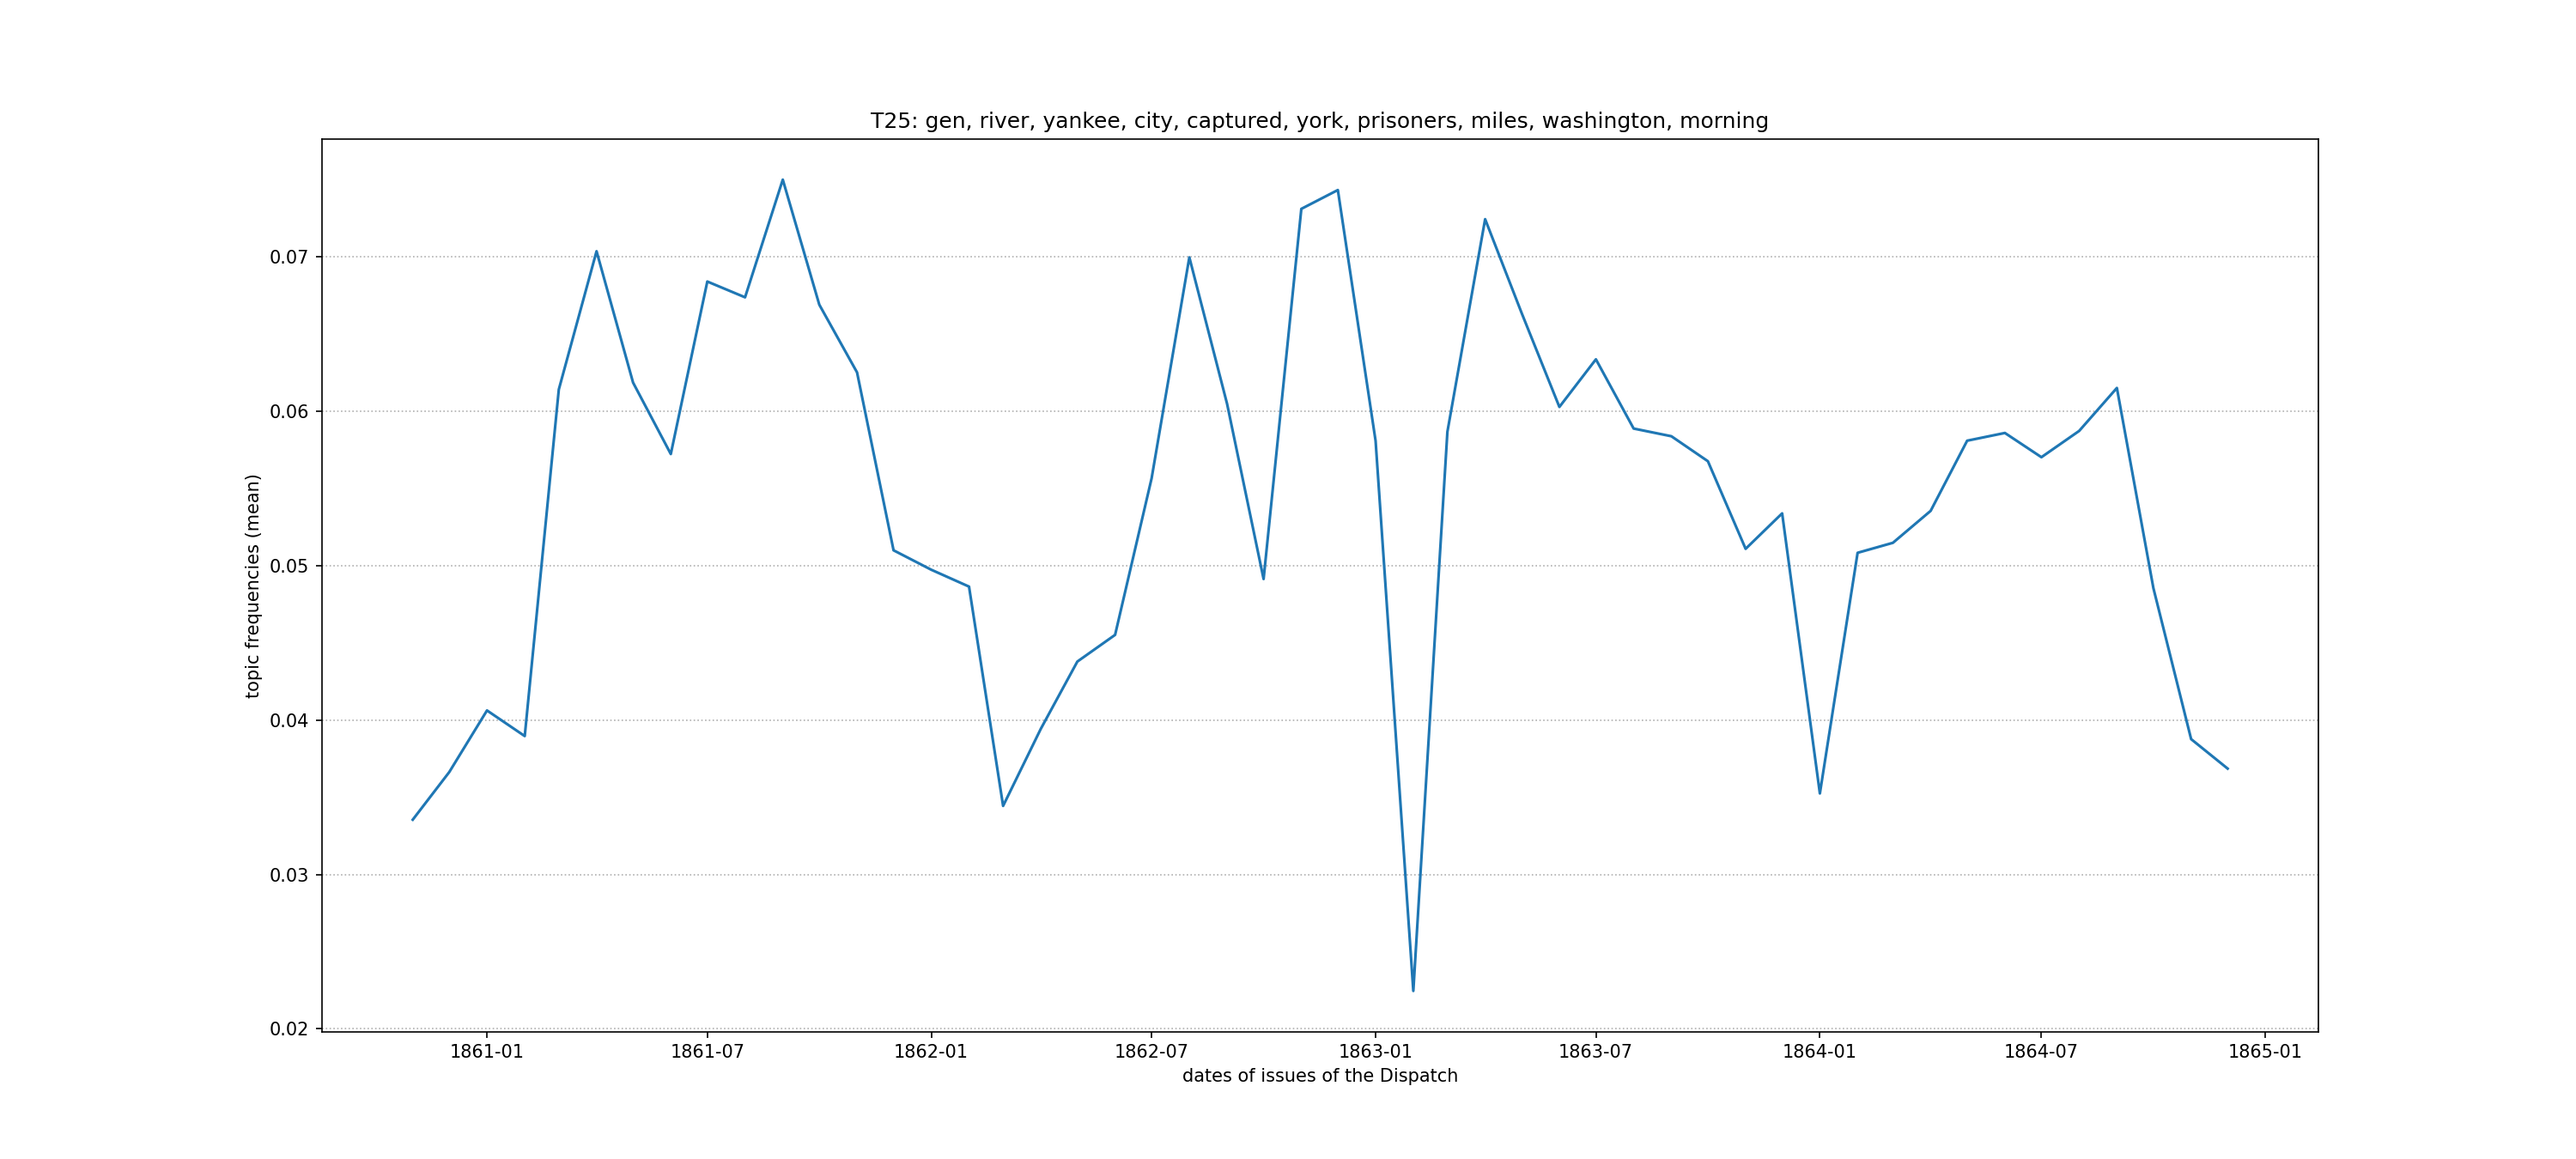 T25: gen, river, yankee, city, captured, york, prisoners, miles, washington, morning
topic frequencies (mean)
0.07
0.06
0.05
0.04
0.03
0.02
1861-01 1861-07 1862-01 1862-07 1863-01 1863-07 1864-01 1864-07 1865-01
dates of issues of the Dispatch